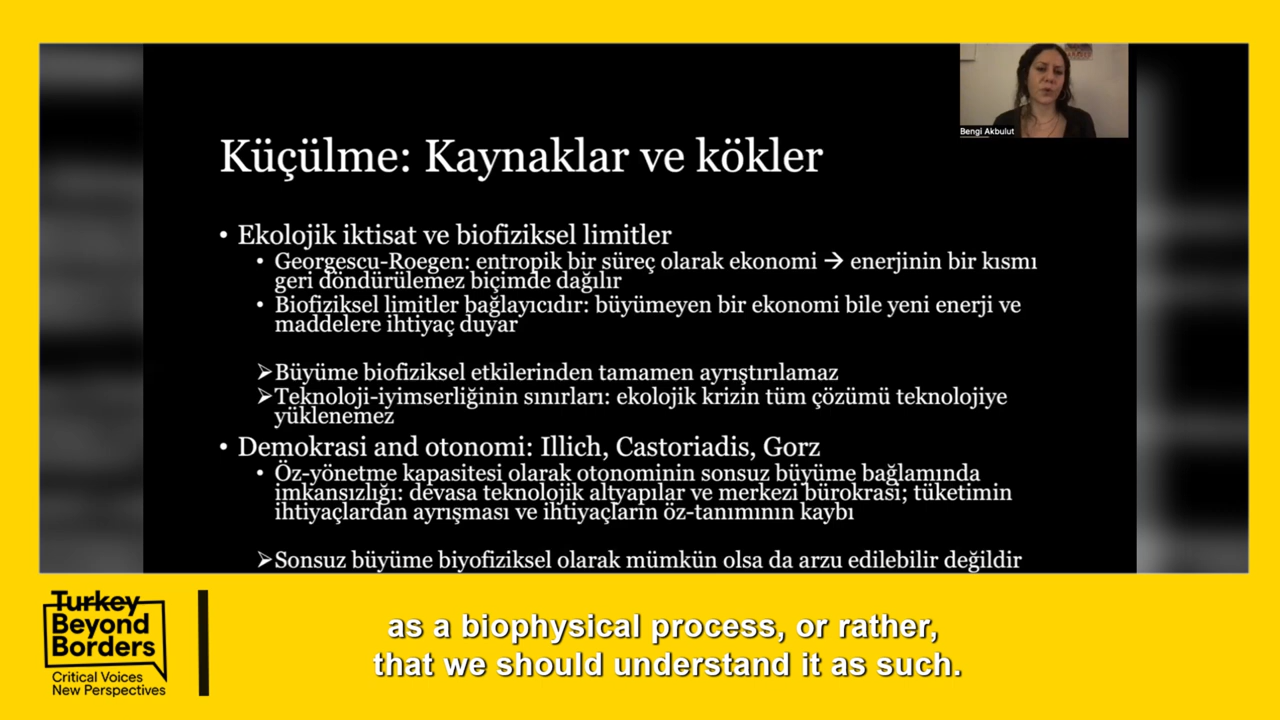 Bengi Akbulut
Küçülme: Kaynaklar ve kökler
• Ekolojik iktisat ve biofiziksel limitler
• Georgescu-Roegen: entropik bir süreç olarak ekonomi → enerjinin bir kısmı
geri döndürülemez biçimde dağılır
• Biofiziksel limitler bağlayıcıdır: büyümeyen bir ekonomi bile yeni enerji ve
maddelere ihtiyaç duyar
➢Büyüme biofiziksel etkilerinden tamamen ayrıştırılamaz
➢Teknoloji-iyimserliğinin sınırları: ekolojik krizin tüm çözümü teknolojiye
yüklenemez
• Demokrasi and otonomi: Illich, Castoriadis, Gorz
• Öz-yönetme kapasitesi olarak otonominin sonsuz büyüme bağlamında
imkansızlığı: devasa teknolojik altyapılar ve merkezi bürokrasi; tüketimin
ihtiyaçlardan ayrışması ve ihtiyaçların öz-tanımının kaybı
➢Sonsuz büyüme biyofiziksel olarak mümkün olsa da arzu edilebilir değildir
Turkey
Beyond
Borders
Critical Voices
New Perspectives
as a biophysical process, or rather,
that we should understand it as such.